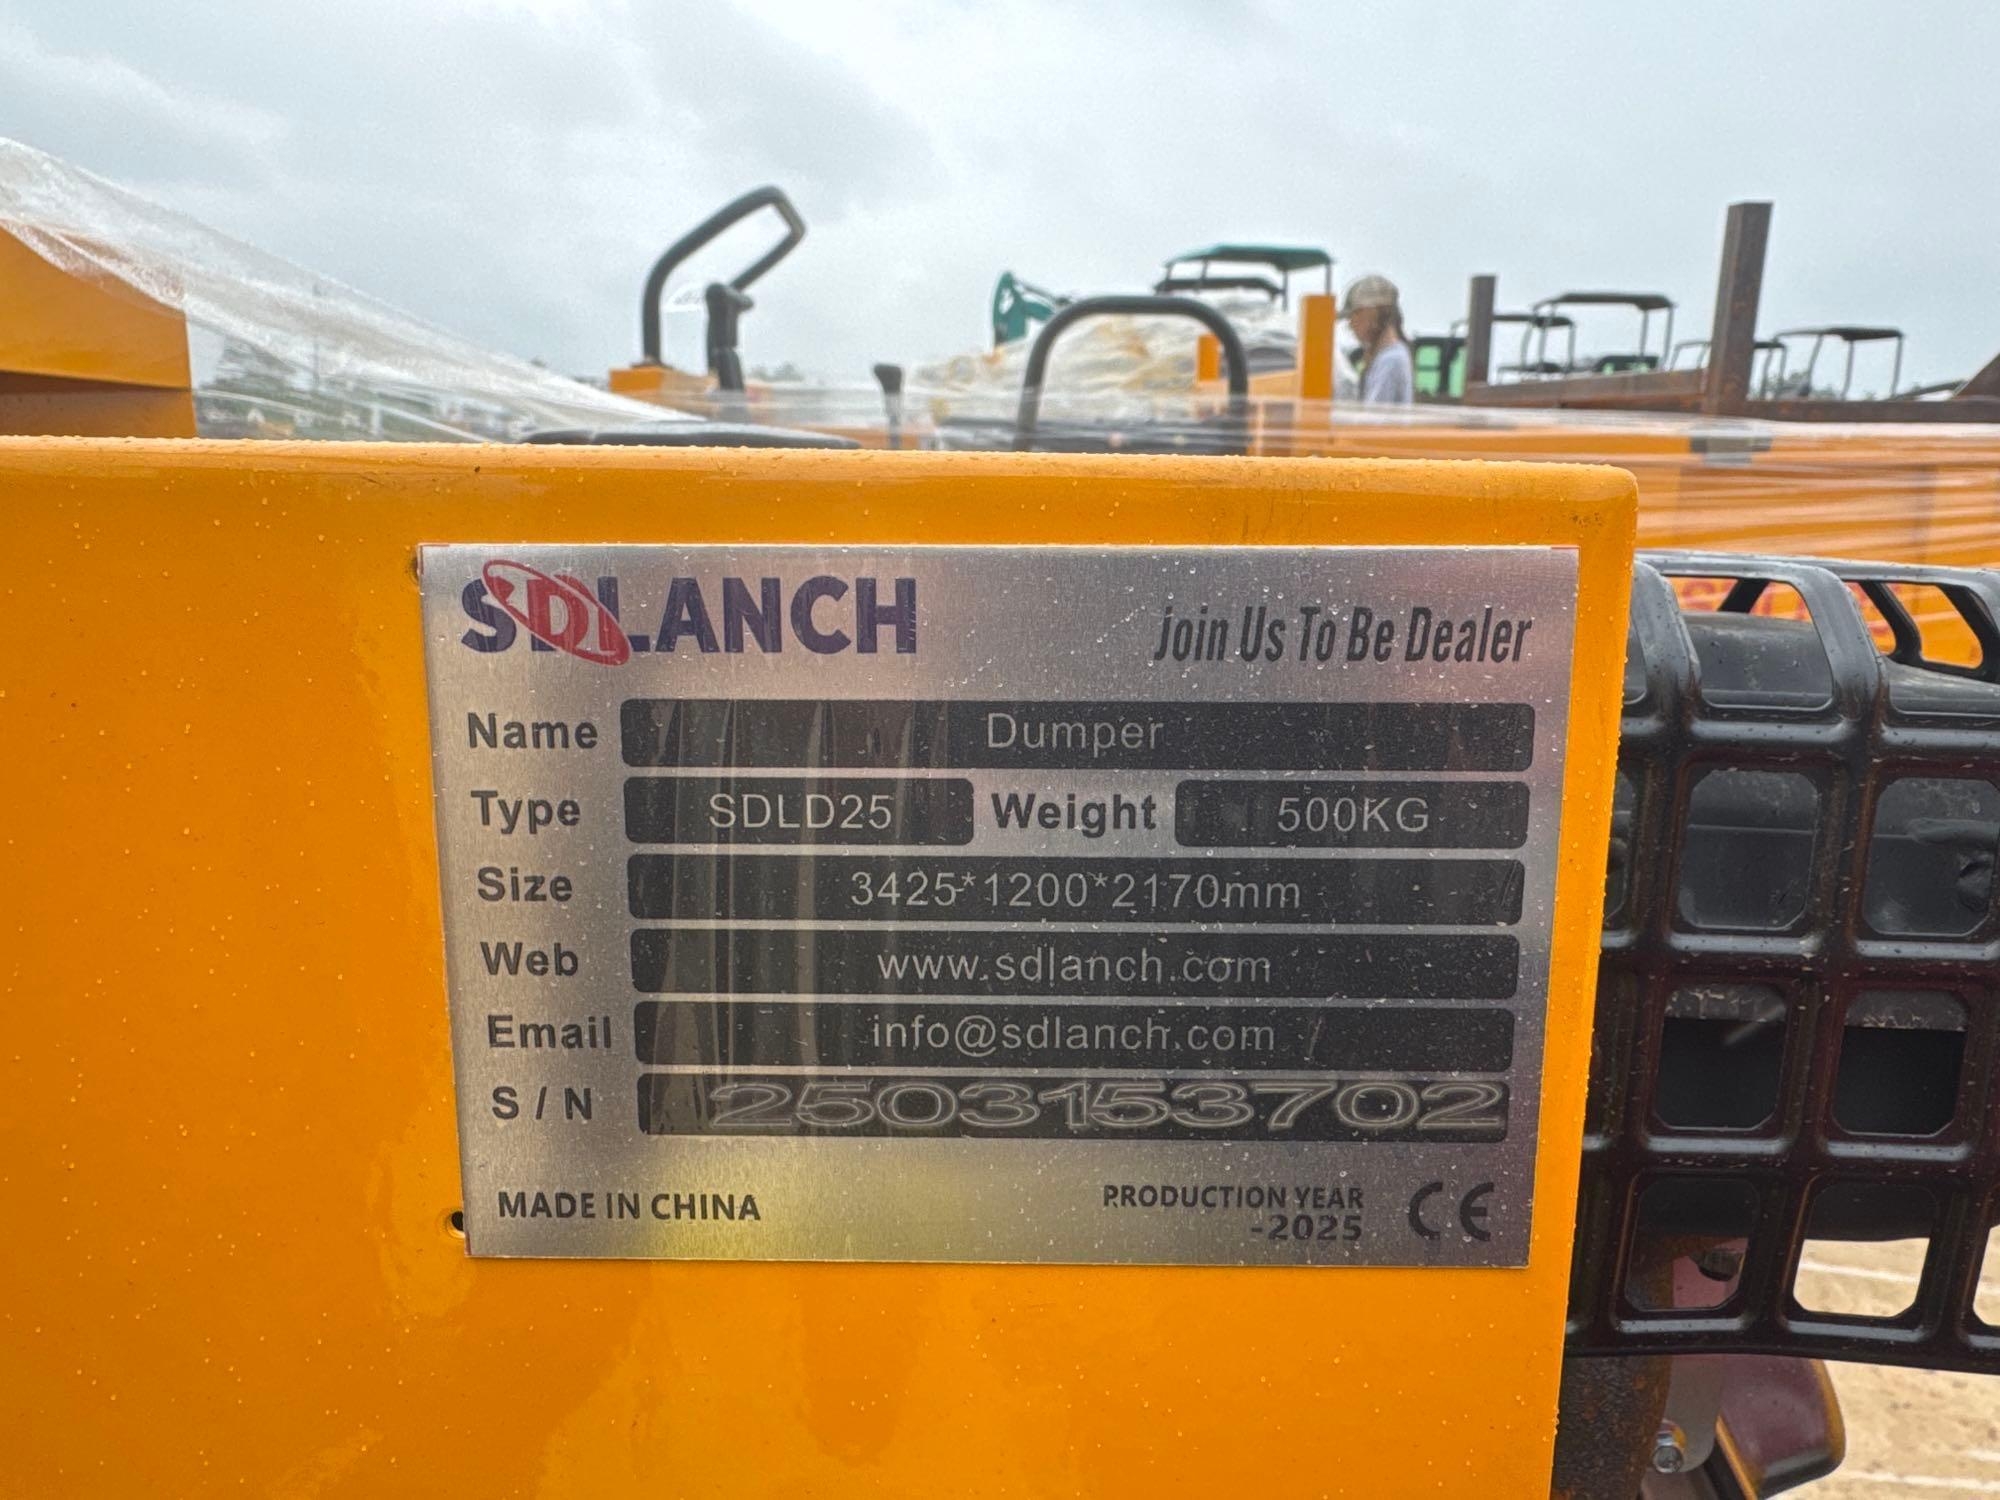 SDLANCH
Join Us To Be Dealer
Name Dumper
Type SDLD25 Weight 500KG
Size 3425*1200*2170mm
Web www.sdlanch.com
Email info@sdlanch.com
S / N 2503153702
MADE IN CHINA
PRODUCTION YEAR
-2025
CE